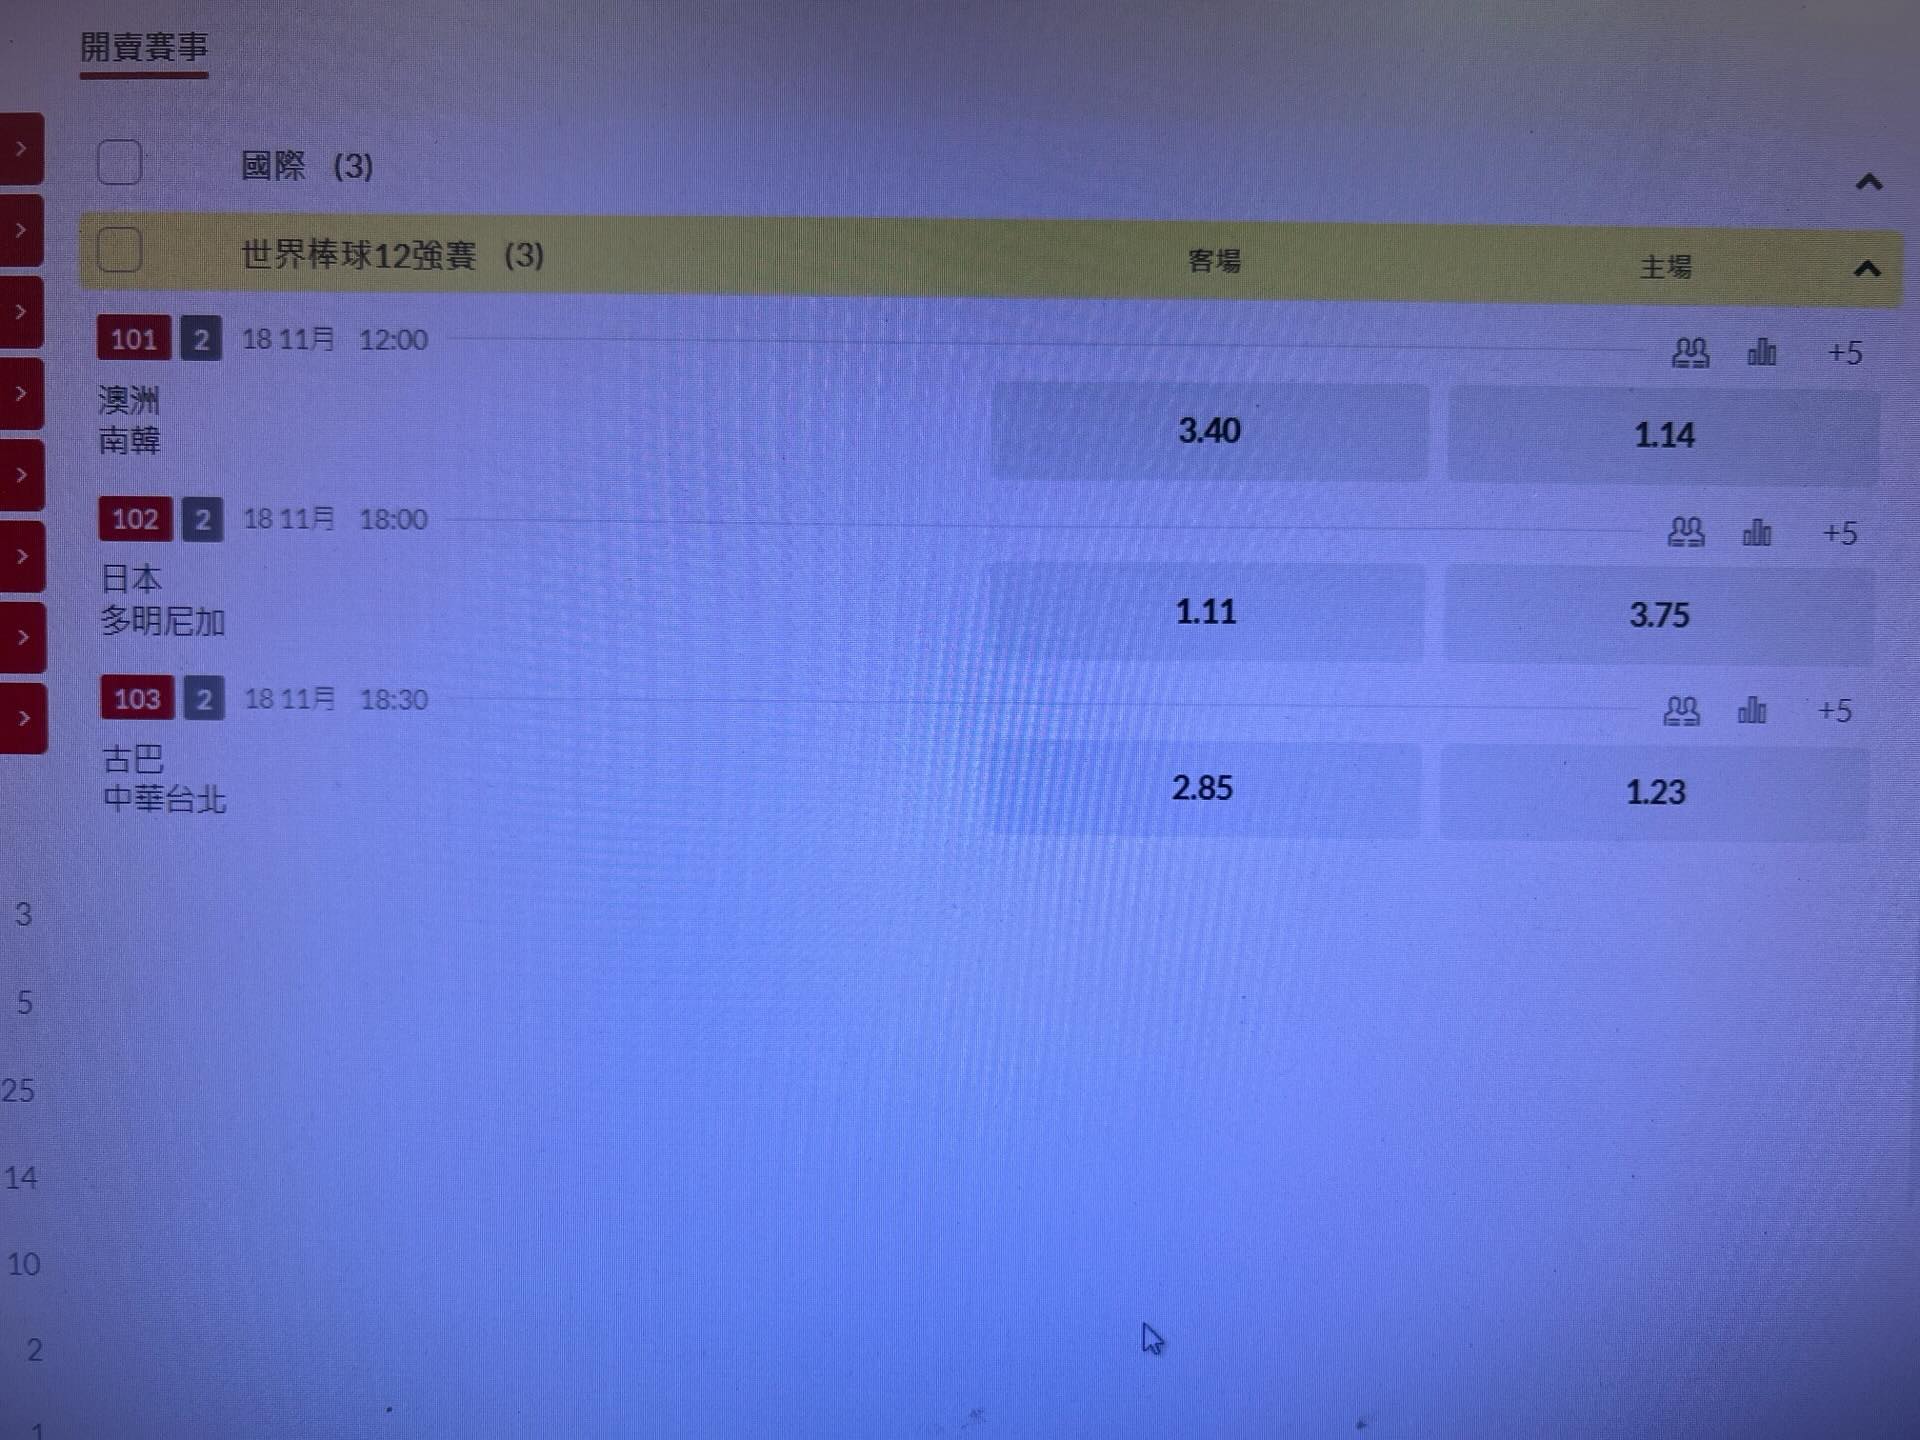 開賣賽事
國際 (3)
世界棒球12強賽 (3) 客場 主場
101 2 18 11月 12:00 +5
澳洲 3.40 1.14
南韓
102 2 18 11月 18:00 +5
日本 1.11 3.75
多明尼加
103 2 18 11月 18:30 +5
古巴 2.85 1.23
中華台北
3
5
25
14
10
2
1